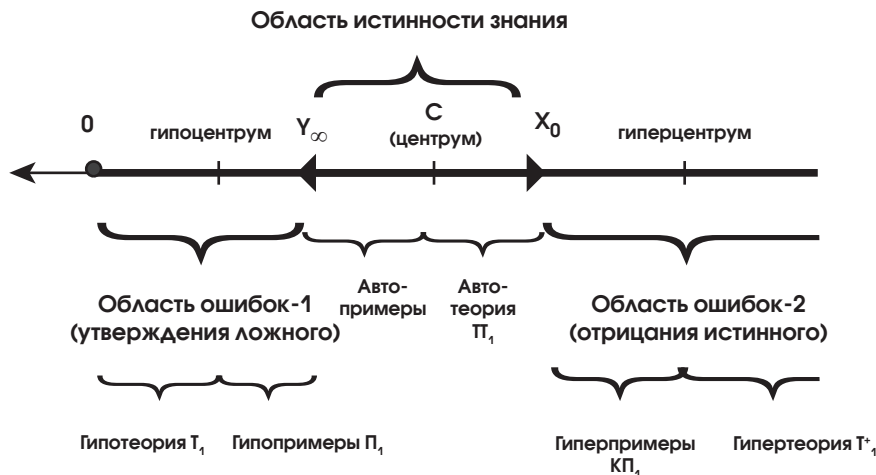 Область истинности знания
0
гипоцентрум
Y∞
C
(центрум)
X₀
гиперцентрум
Область ошибок-1
(утверждения ложного)
Авто-
примеры
Авто-
теория
П₁
Область ошибок-2
(отрицания истинного)
Гипотеория Т₁
Гипопримеры П₁
Гиперпримеры
КП₁
Гипертеория Т⁺₁